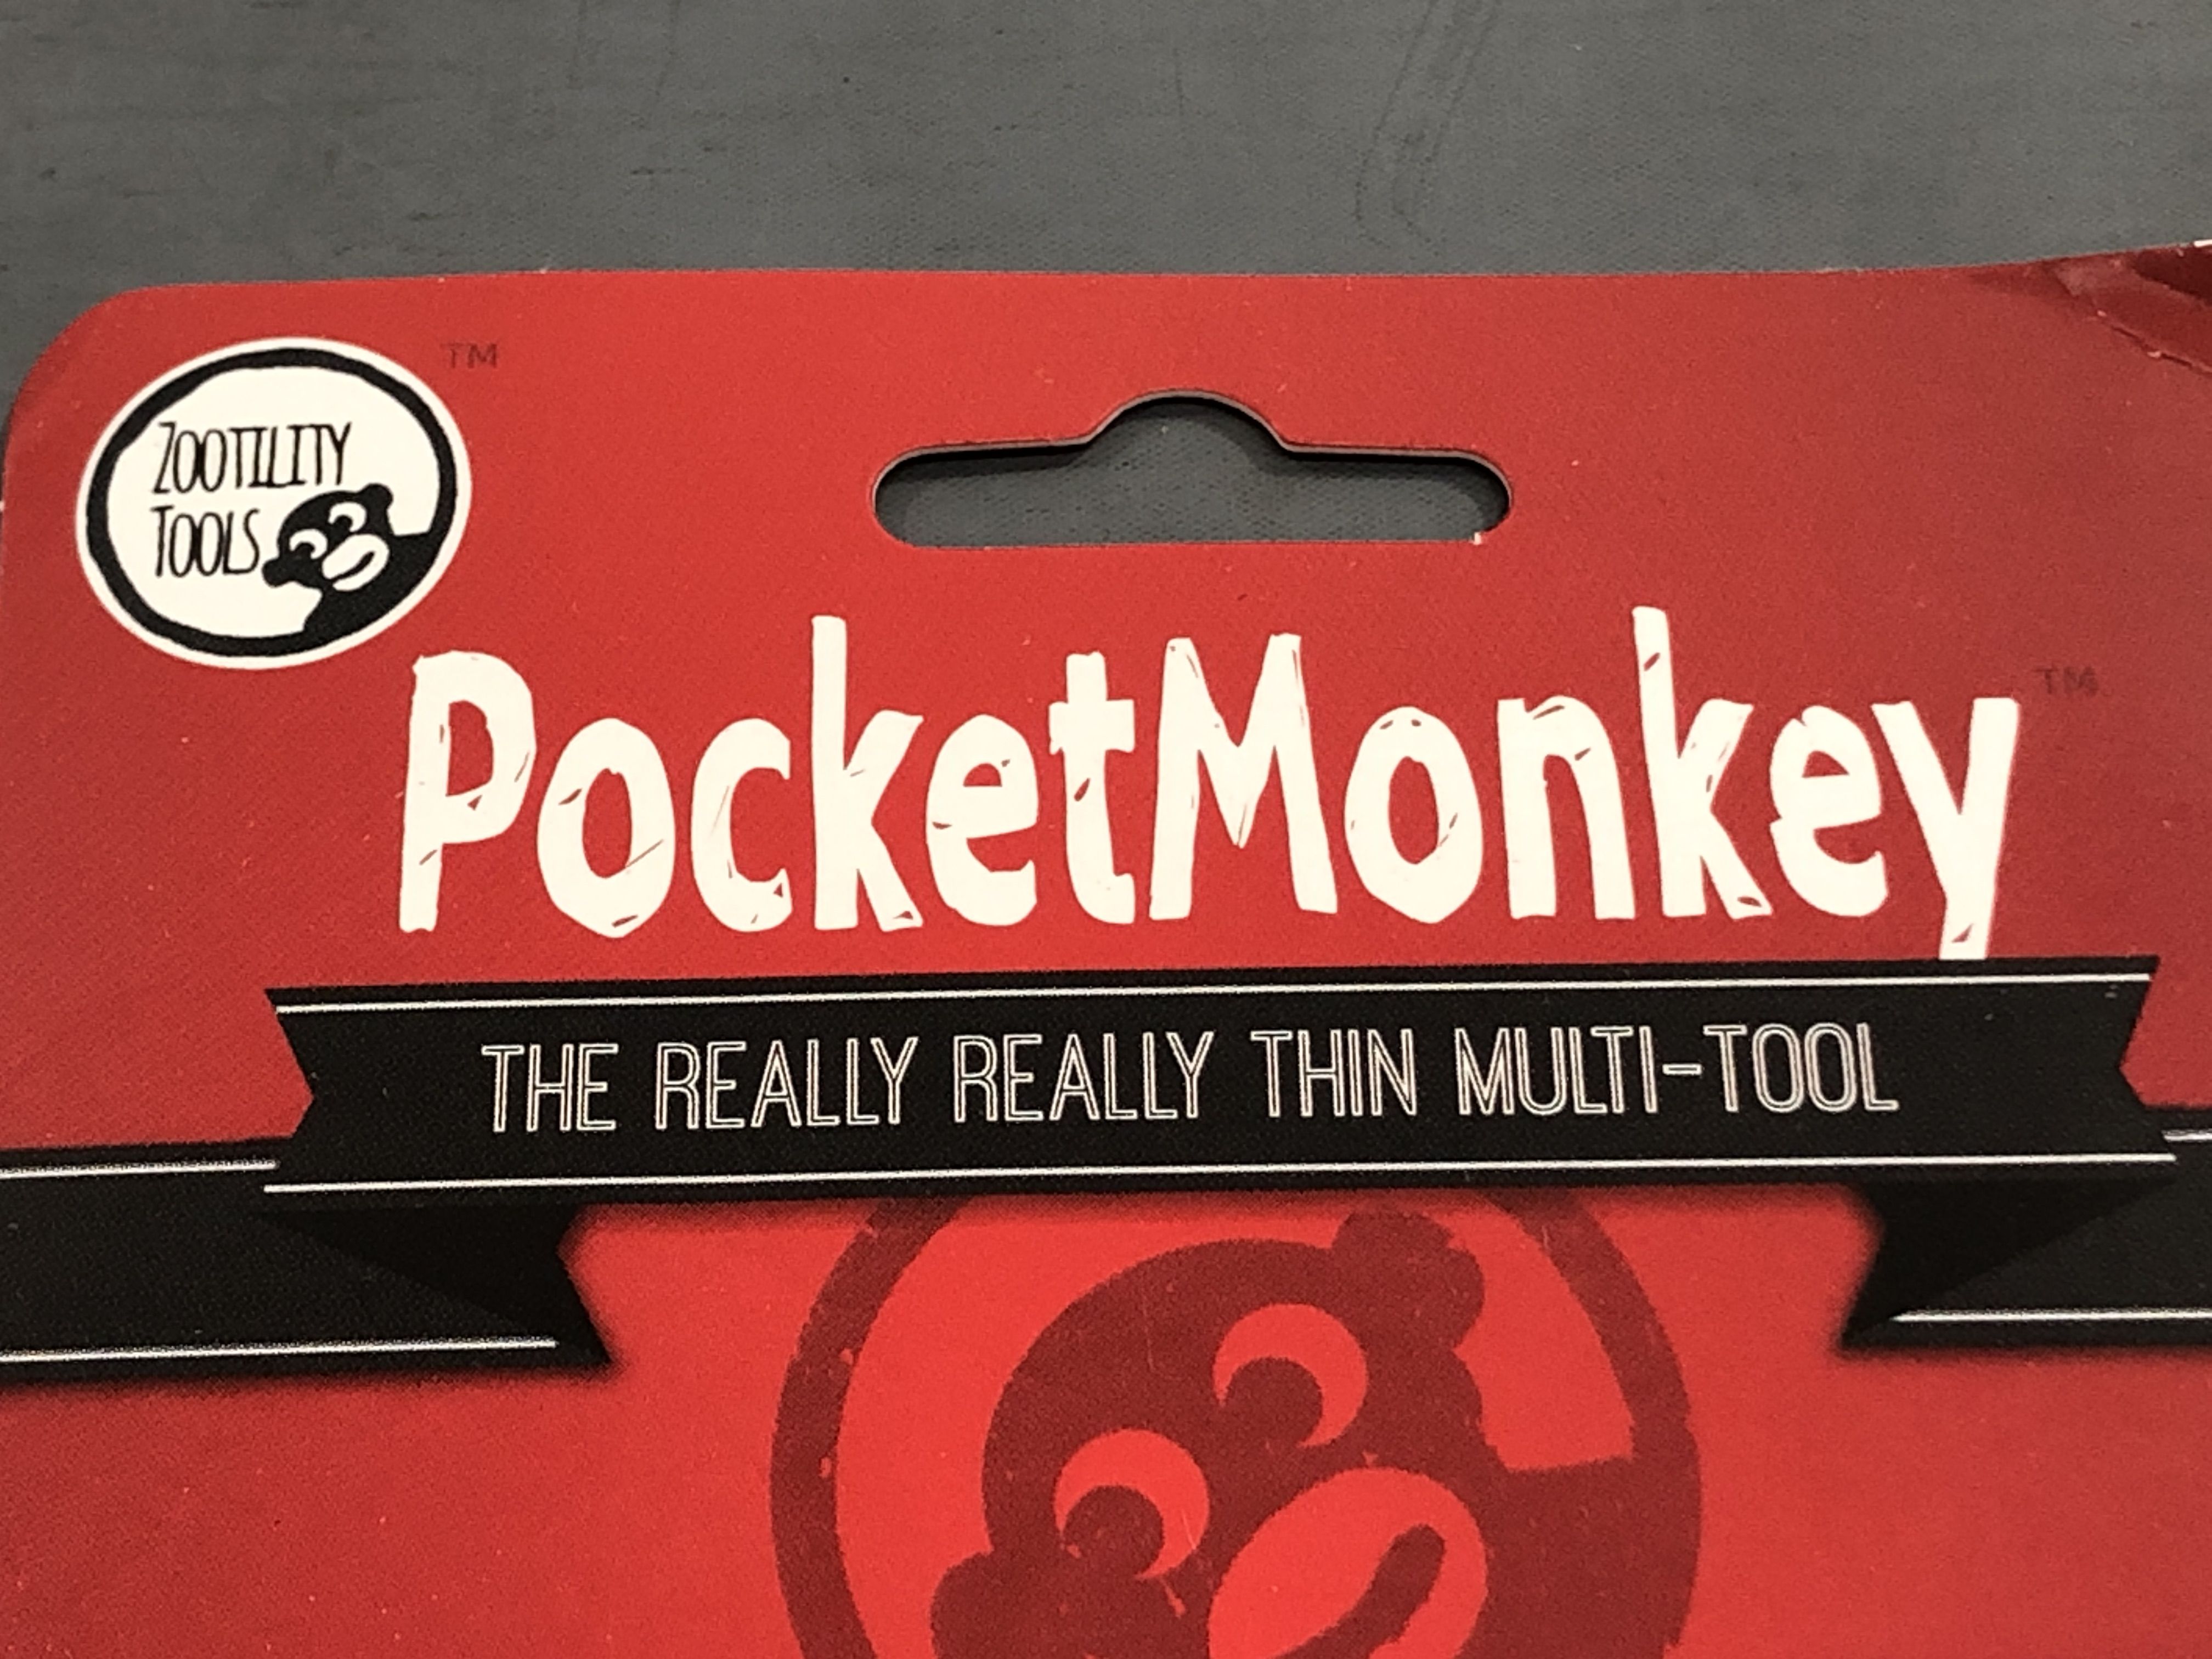 ZOOTILITY
TOOLS
TM
PocketMonkey
TM
THE REALLY REALLY THIN MULTI-TOOL